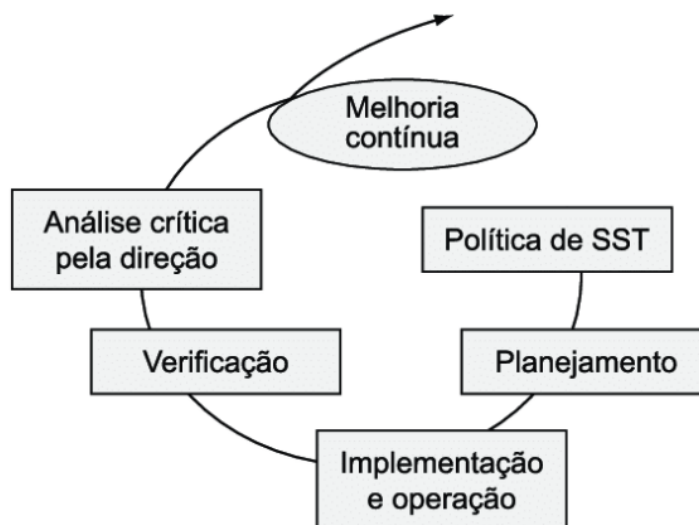 Melhoria
contínua
Análise crítica
pela direção
Política de SST
Verificação
Planejamento
Implementação
e operação